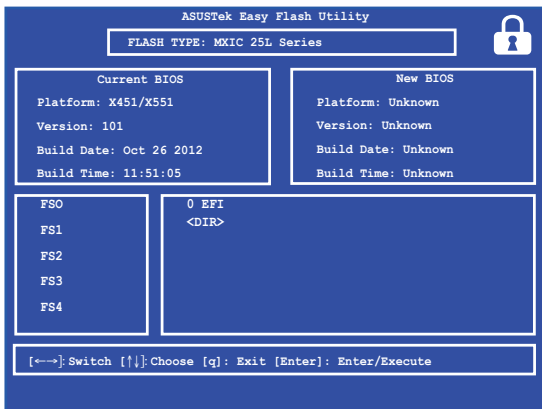 ASUSTek Easy Flash Utility
FLASH TYPE: MXIC 25L Series
Current BIOS
Platform: X451/X551
Version: 101
Build Date: Oct 26 2012
Build Time: 11:51:05
New BIOS
Platform: Unknown
Version: Unknown
Build Date: Unknown
Build Time: Unknown
FSO
FS1
FS2
FS3
FS4
0 EFI
<DIR>
[←→]: Switch [↑↓]: Choose [q]: Exit [Enter]: Enter/Execute